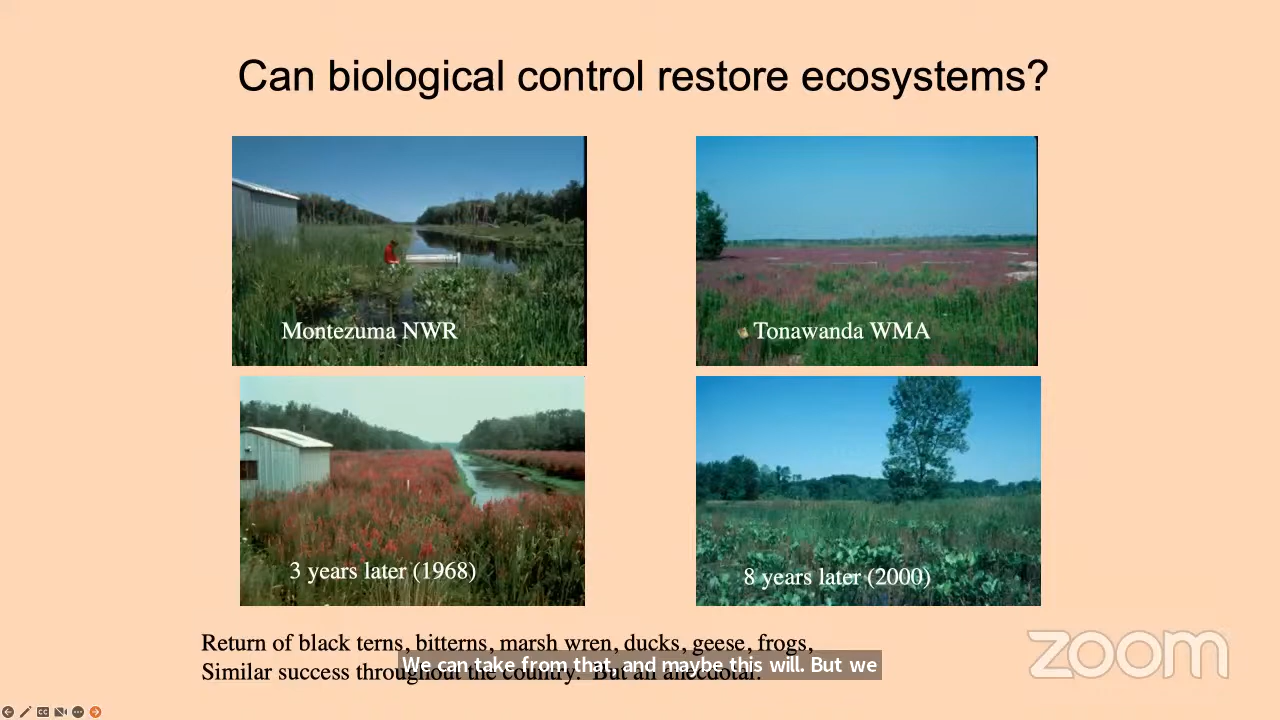 Can biological control restore ecosystems?
Montezuma NWR
Tonawanda WMA
3 years later (1968)
8 years later (2000)
Return of black terns, bitterns, marsh wren, ducks, geese, frogs,
Similar success throughout the country. But all anecdotal.
We can take from that, and maybe this will. But we
zoom
CC